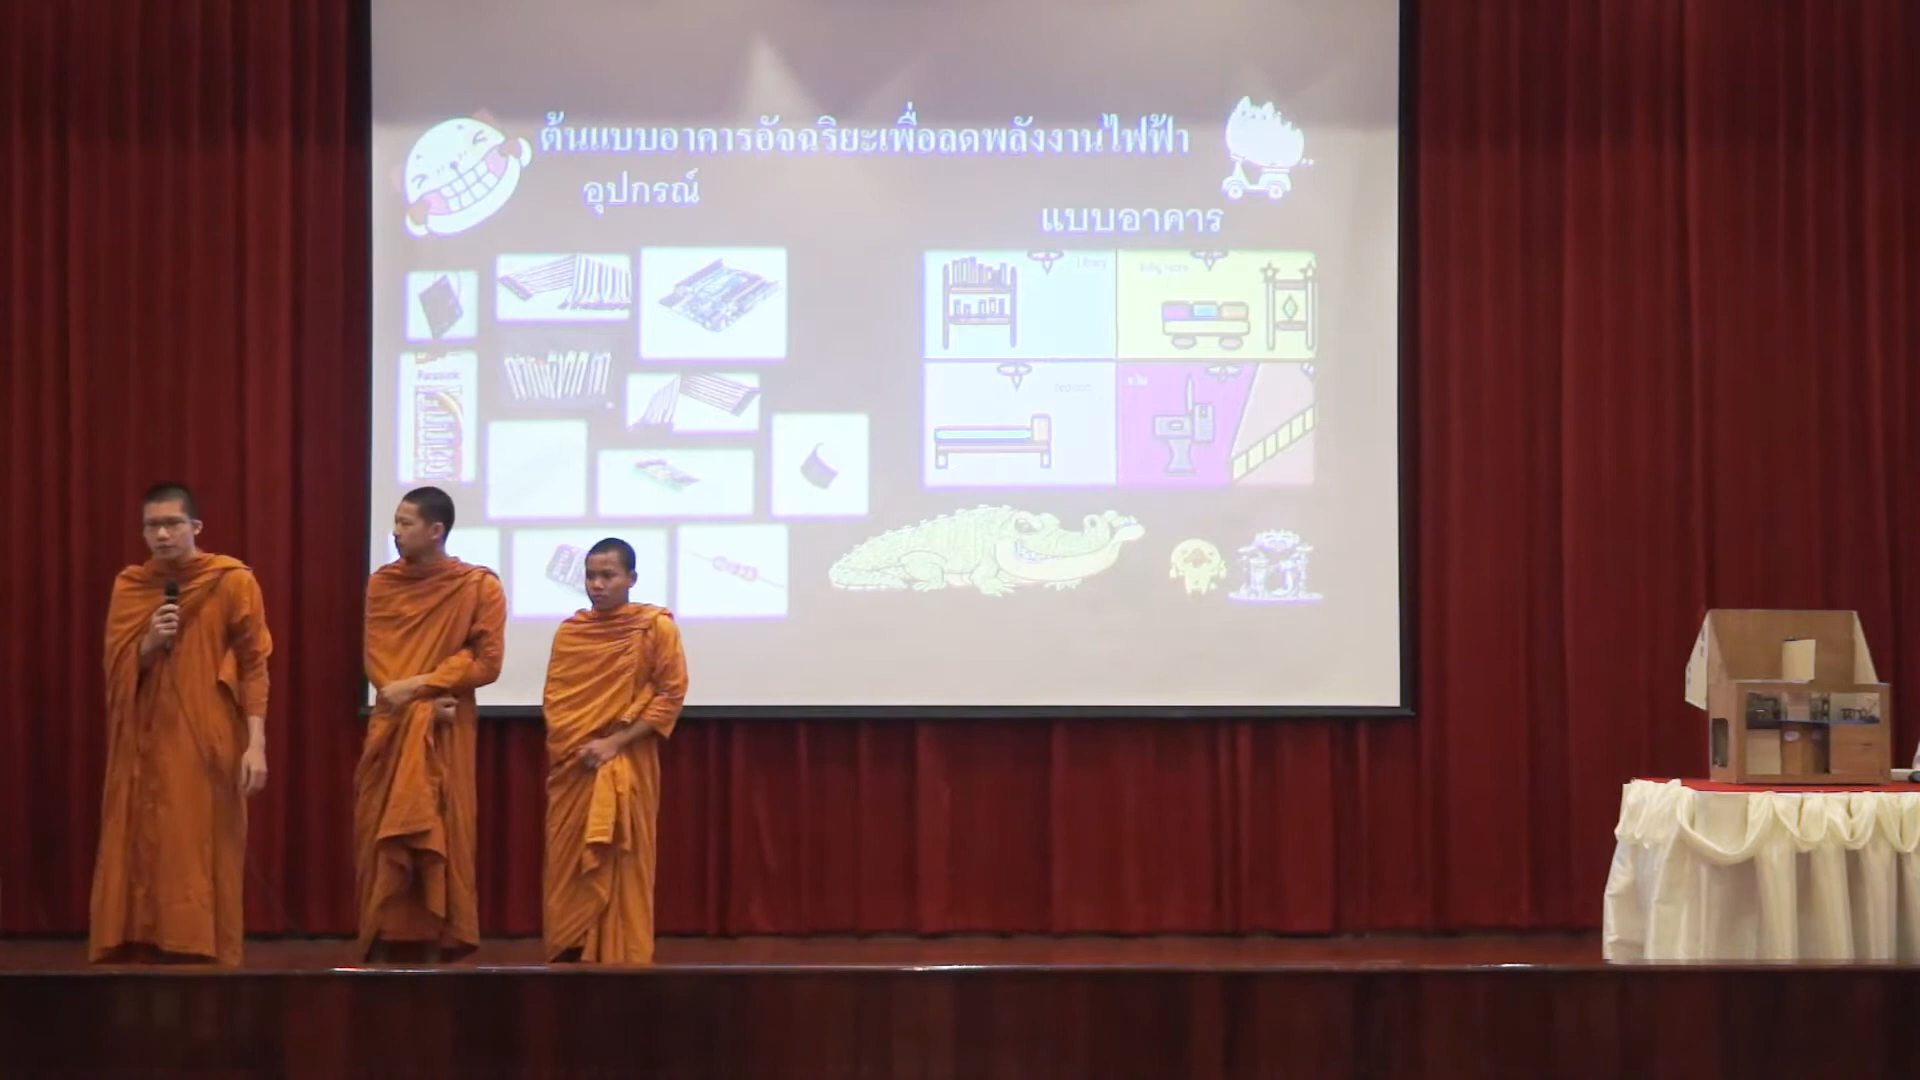 ต้นแบบอาคารอัจฉริยะเพื่อลดพลังงานไฟฟ้า
อุปกรณ์
แบบอาคาร
Library
Panasonic